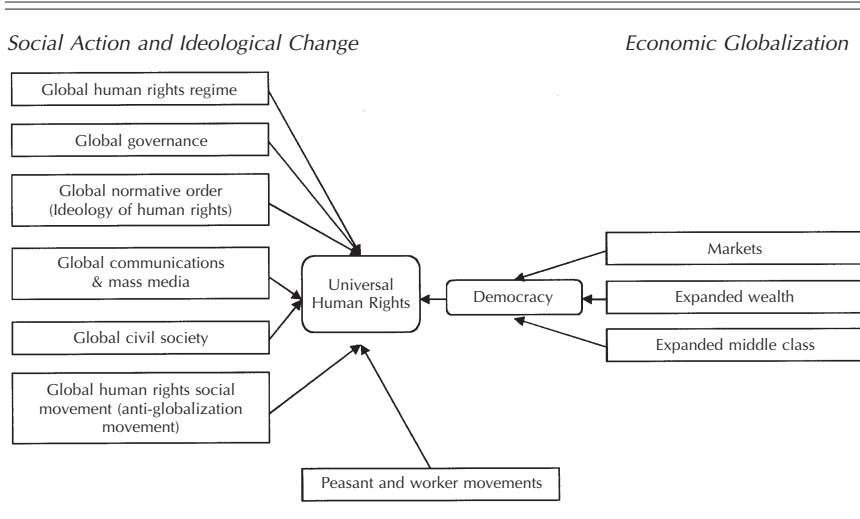 Social Action and Ideological Change
Economic Globalization
Global human rights regime
Global governance
Global normative order
(Ideology of human rights)
Global communications
& mass media
Global civil society
Global human rights social
movement (anti-globalization
movement)
Universal
Human Rights
Democracy
Markets
Expanded wealth
Expanded middle class
Peasant and worker movements